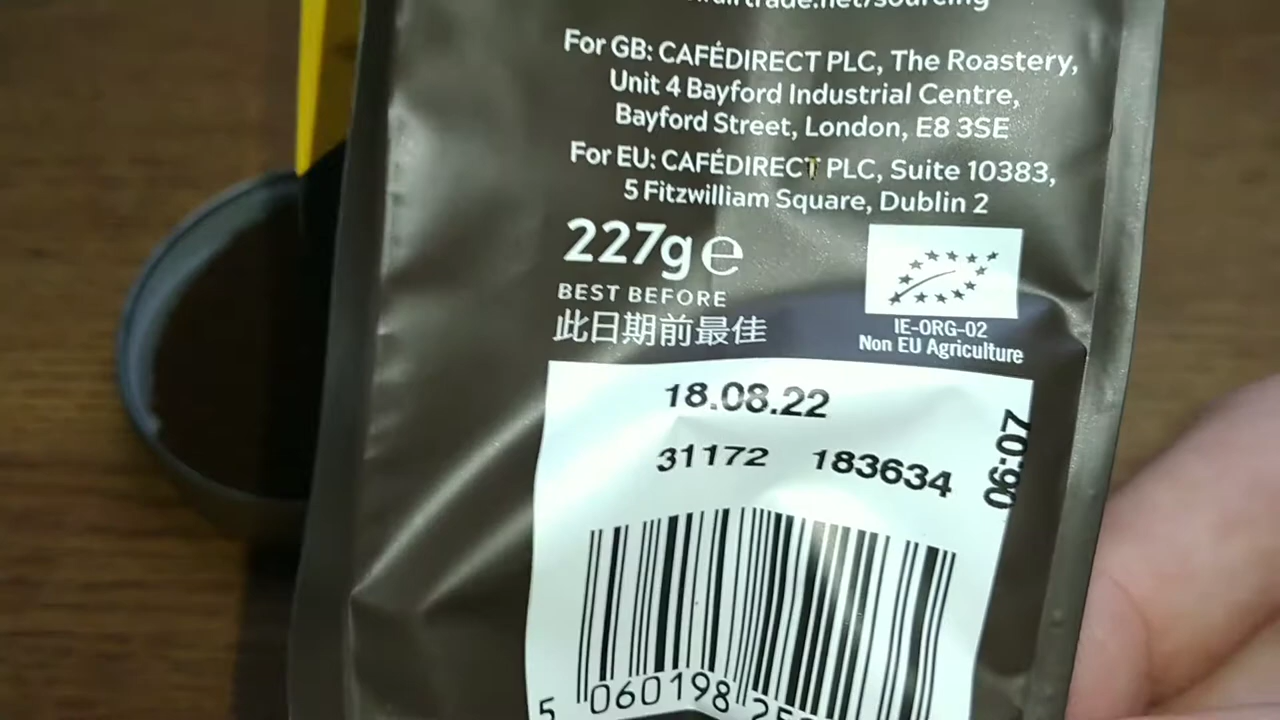 For GB: CAFÉDIRECT PLC, The Roastery,
Unit 4 Bayford Industrial Centre,
Bayford Street, London, E8 3SE
For EU: CAFÉDIRECT PLC, Suite 10383,
5 Fitzwilliam Square, Dublin 2
227g e
BEST BEFORE
此日期前最佳
IE-ORG-02
Non EU Agriculture
18.08.22
31172 183634
06:07
5 060198